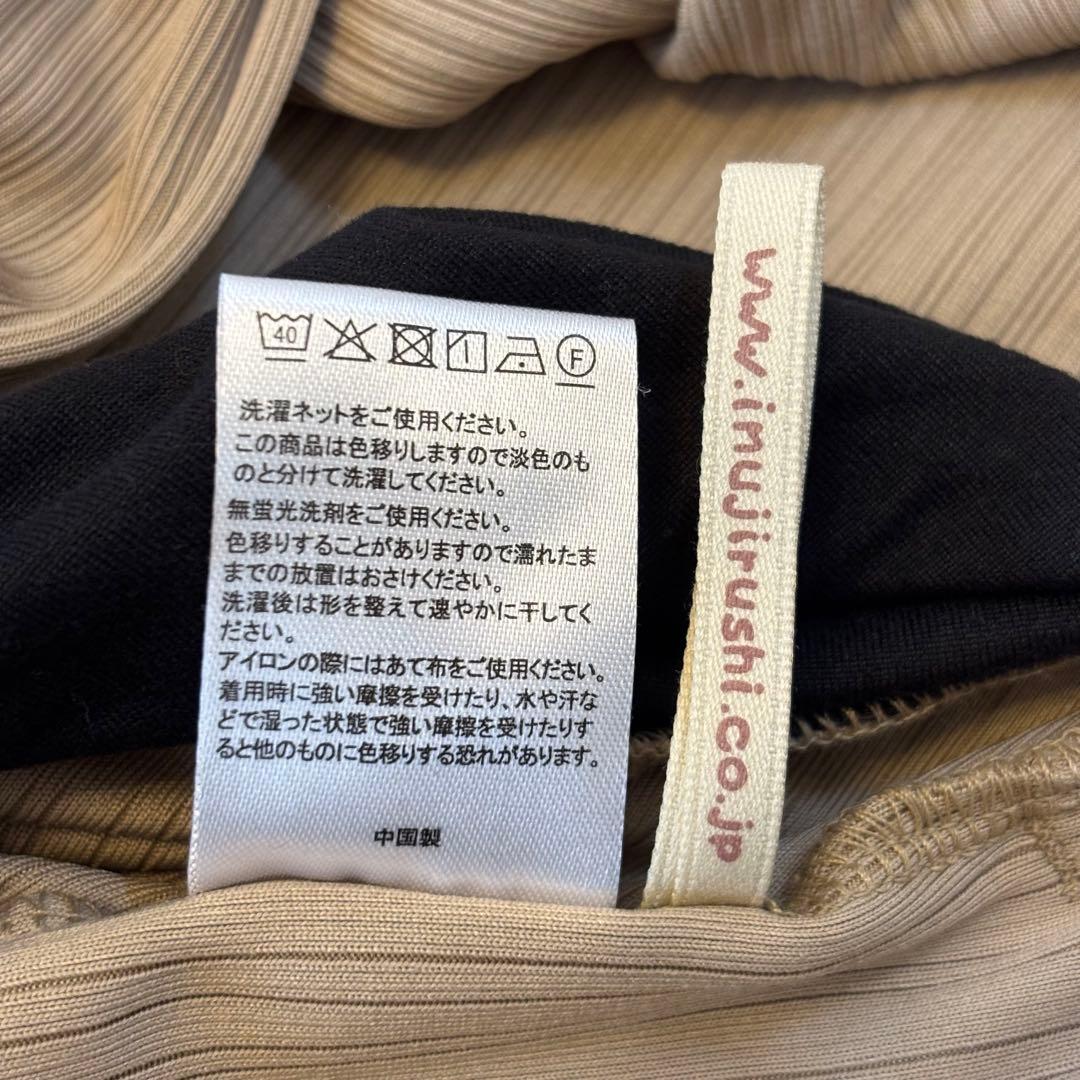 40
F
洗濯ネットをご使用ください。
この商品は色移りしますので淡色のも
のと分けて洗濯してください。
無蛍光洗剤をご使用ください。
色移りすることがありますので濡れたま
までの放置はおさけください。
洗濯後は形を整えて速やかに干してく
ださい。
アイロンの際にはあて布をご使用ください。
着用時に強い摩擦を受けたり、水や汗な
どで湿った状態で強い摩擦を受けたりす
ると他のものに色移りする恐れがあります。
中国製
www.inujirushi.co.jp